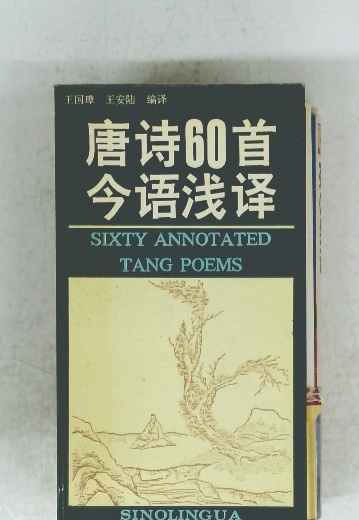 王国璋 王安陆 编译
唐诗60首
今语浅译
SIXTY ANNOTATED
TANG POEMS
SINOLINGUA